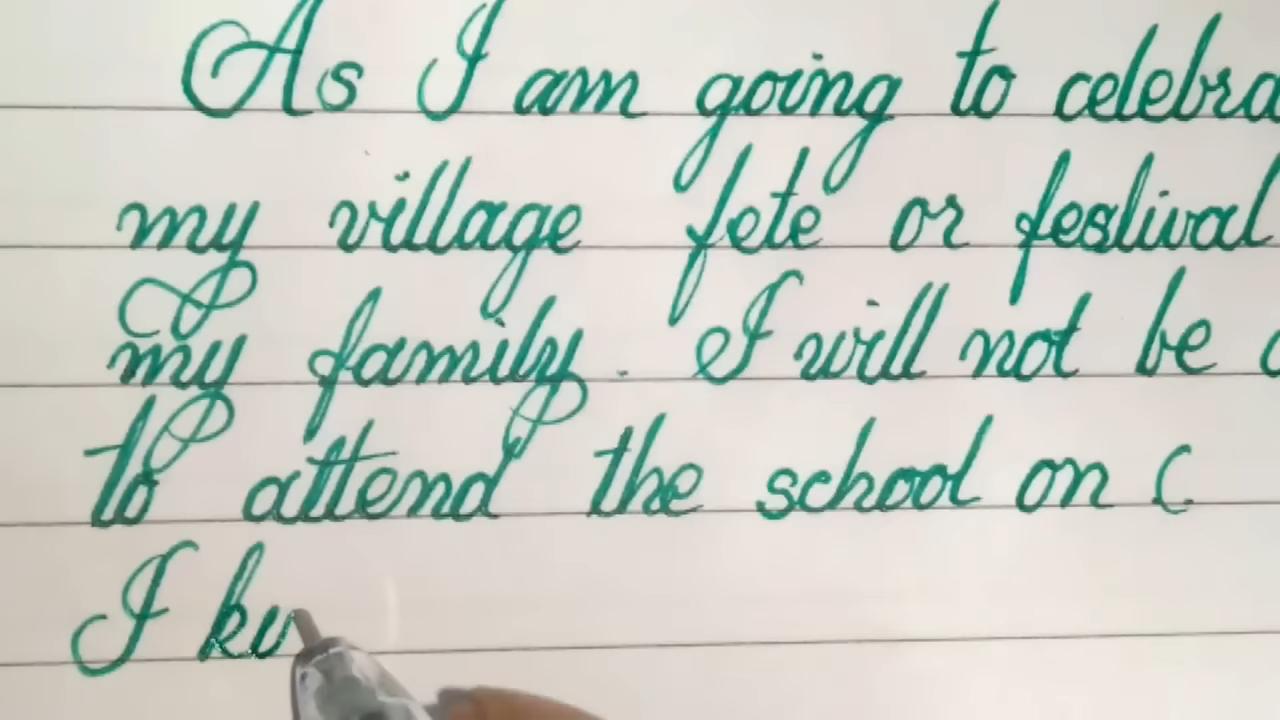 As I am going to celebra
my village fete or festival
my family. I will not be
to attend the school on (
I ku